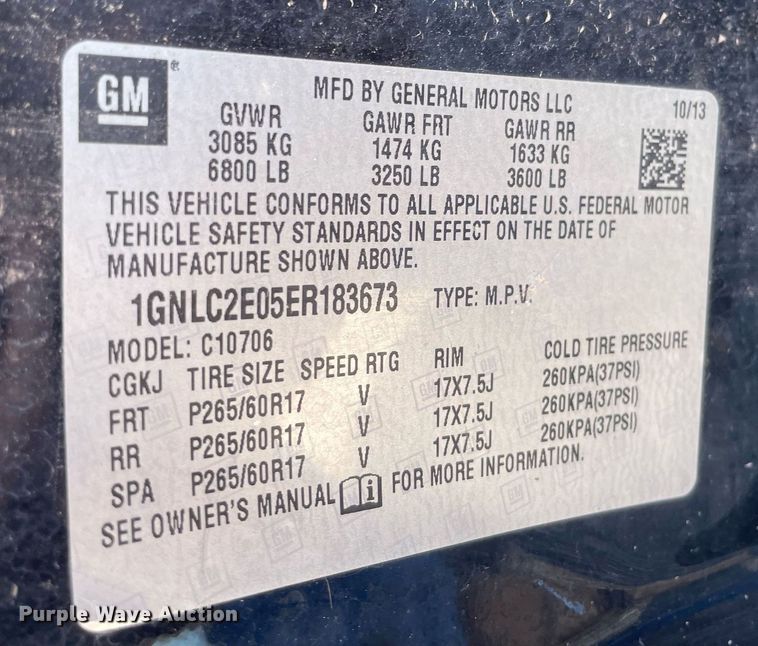 GM®
MFD BY GENERAL MOTORS LLC
10/13
GVWR GAWR FRT GAWR RR
3085 KG 1474 KG 1633 KG
6800 LB 3250 LB 3600 LB
THIS VEHICLE CONFORMS TO ALL APPLICABLE U.S. FEDERAL MOTOR
VEHICLE SAFETY STANDARDS IN EFFECT ON THE DATE OF
MANUFACTURE SHOWN ABOVE.
1GNLC2E05ER183673 TYPE: M.P.V.
MODEL: C10706
CGKJ TIRE SIZE SPEED RTG RIM COLD TIRE PRESSURE
FRT P265/60R17 V 17X7.5J 260KPA(37PSI)
RR P265/60R17 V 17X7.5J 260KPA(37PSI)
SPA P265/60R17 V 17X7.5J 260KPA(37PSI)
SEE OWNER'S MANUAL i FOR MORE INFORMATION.
Purple Wave Auction